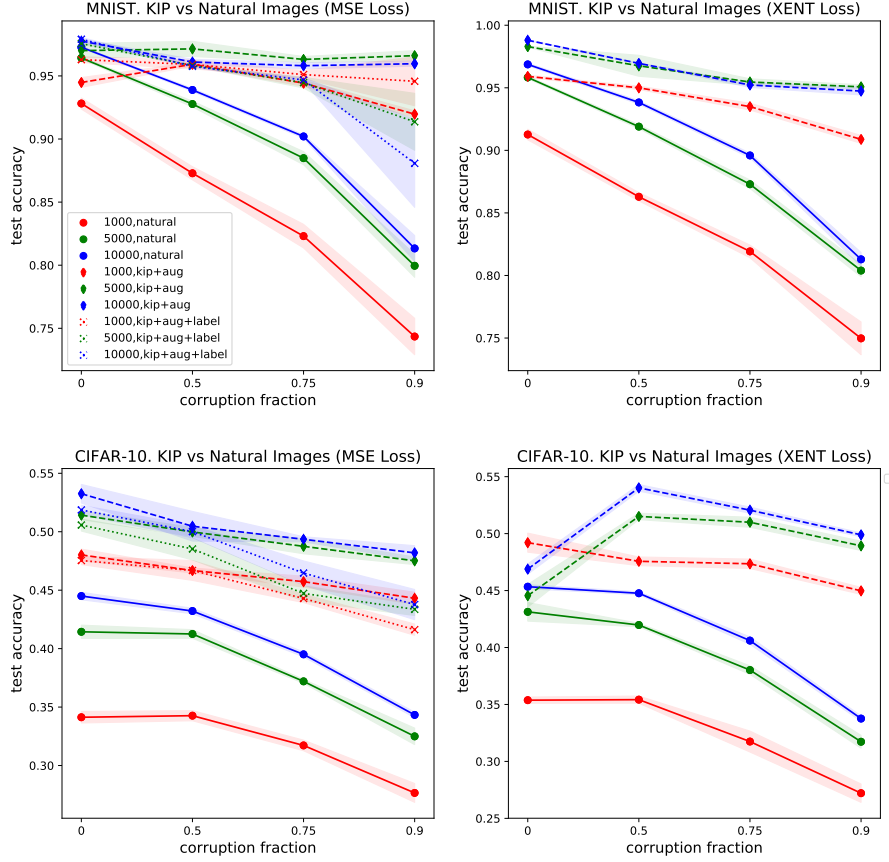 MNIST. KIP vs Natural Images (MSE Loss)
test accuracy
0.95
0.90
0.85
0.80
0.75
1000,natural
5000,natural
10000,natural
1000,kip+aug
5000,kip+aug
10000,kip+aug
1000,kip+aug+label
5000,kip+aug+label
10000,kip+aug+label
0 0.5 0.75 0.9
corruption fraction
MNIST. KIP vs Natural Images (XENT Loss)
test accuracy
1.00
0.95
0.90
0.85
0.80
0.75
0 0.5 0.75 0.9
corruption fraction
CIFAR-10. KIP vs Natural Images (MSE Loss)
test accuracy
0.55
0.50
0.45
0.40
0.35
0.30
0 0.5 0.75 0.9
corruption fraction
CIFAR-10. KIP vs Natural Images (XENT Loss)
test accuracy
0.55
0.50
0.45
0.40
0.35
0.30
0.25
0 0.5 0.75 0.9
corruption fraction